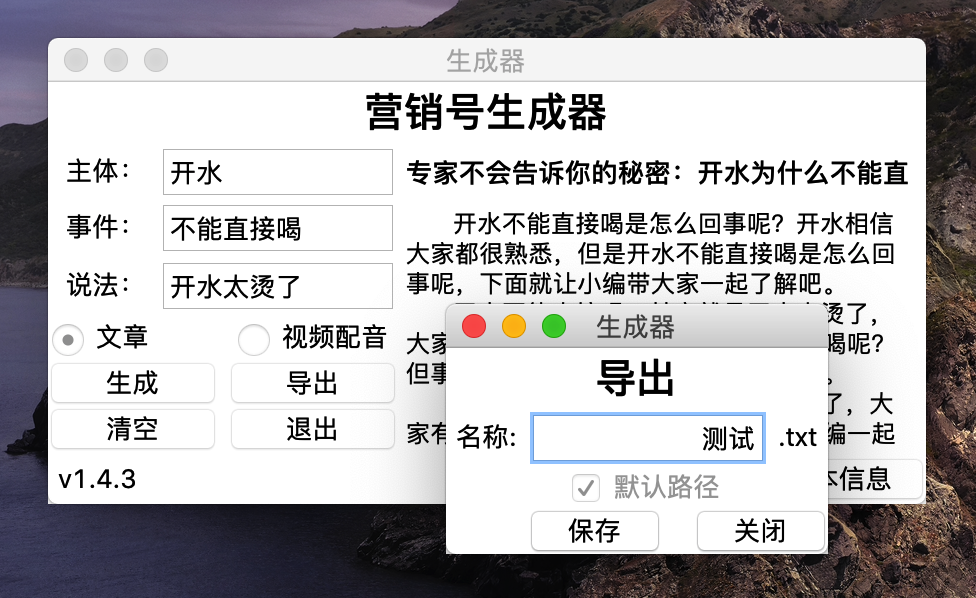 生成器
营销号生成器
主体： 开水
事件： 不能直接喝
说法： 开水太烫了
文章 视频配音
生成 导出
清空 退出
v1.4.3
专家不会告诉你的秘密：开水为什么不能直
开水不能直接喝是怎么回事呢？开水相信
大家都很熟悉，但是开水不能直接喝是怎么回
事呢，下面就让小编带大家一起了解吧。
烫了，
大家 喝呢？
但事 。
了，大
家有 编一起
本信息
生成器
导出
名称: 测试 .txt
默认路径
保存 关闭